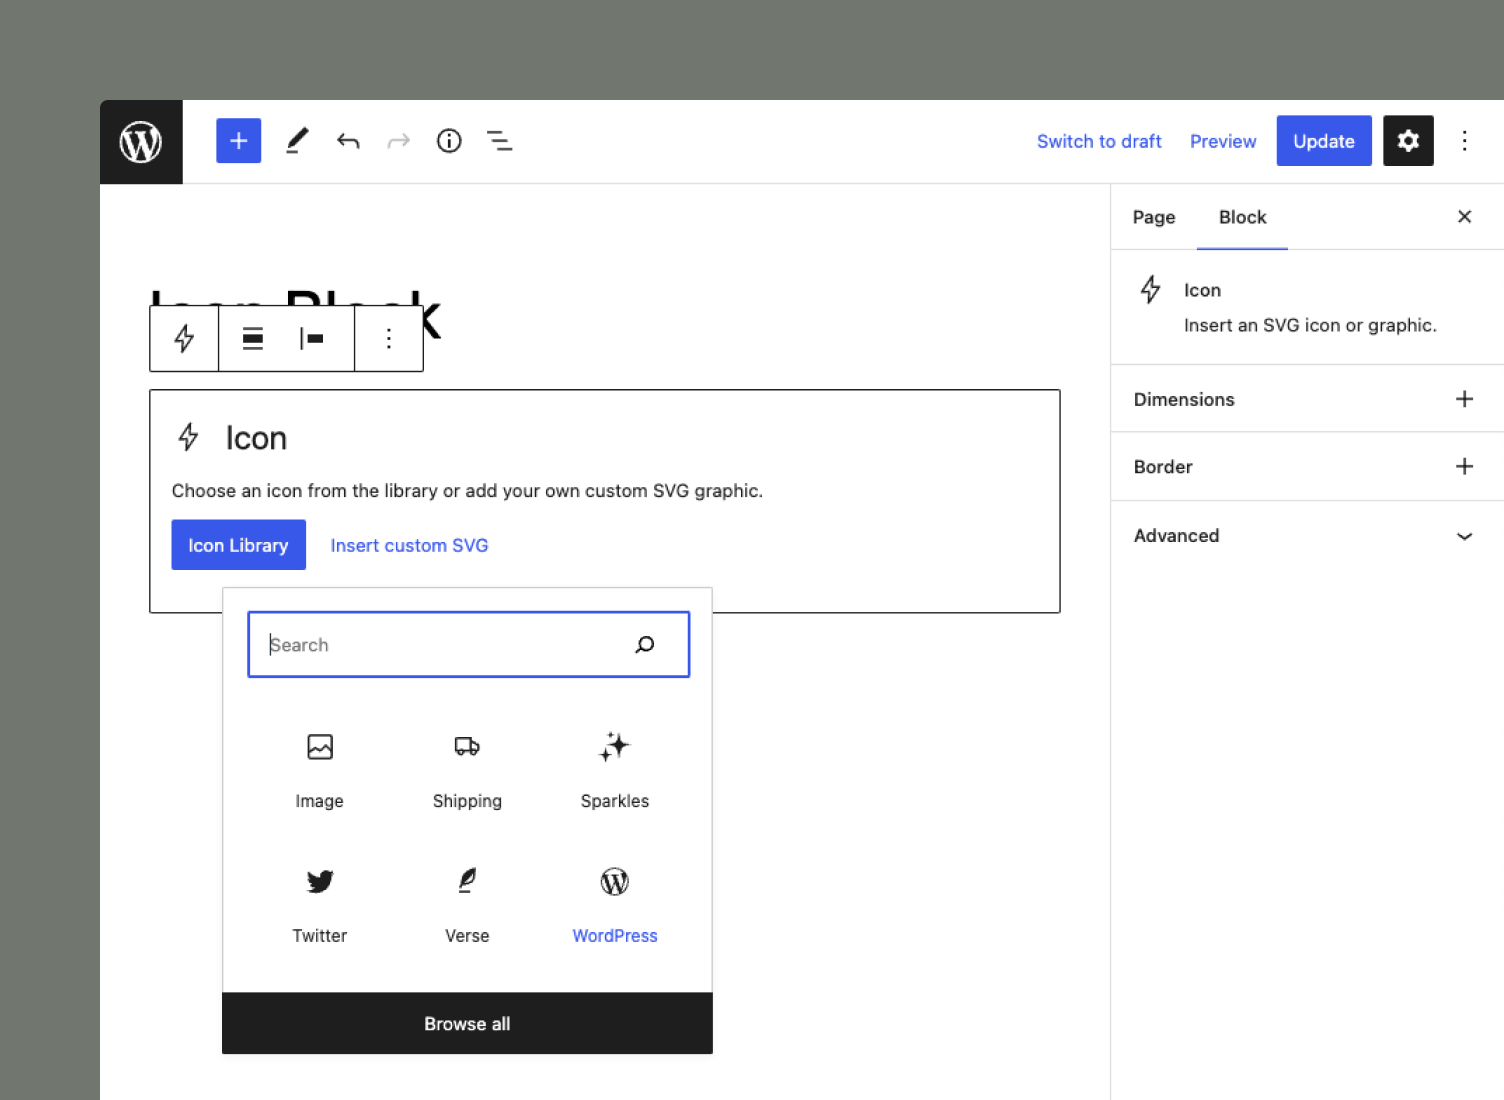 Switch to draft Preview Update
Page Block
Icon Block
Icon
Insert an SVG icon or graphic.
Dimensions
Border
Advanced
Icon
Choose an icon from the library or add your own custom SVG graphic.
Icon Library Insert custom SVG
Search
Image Shipping Sparkles
Twitter Verse WordPress
Browse all